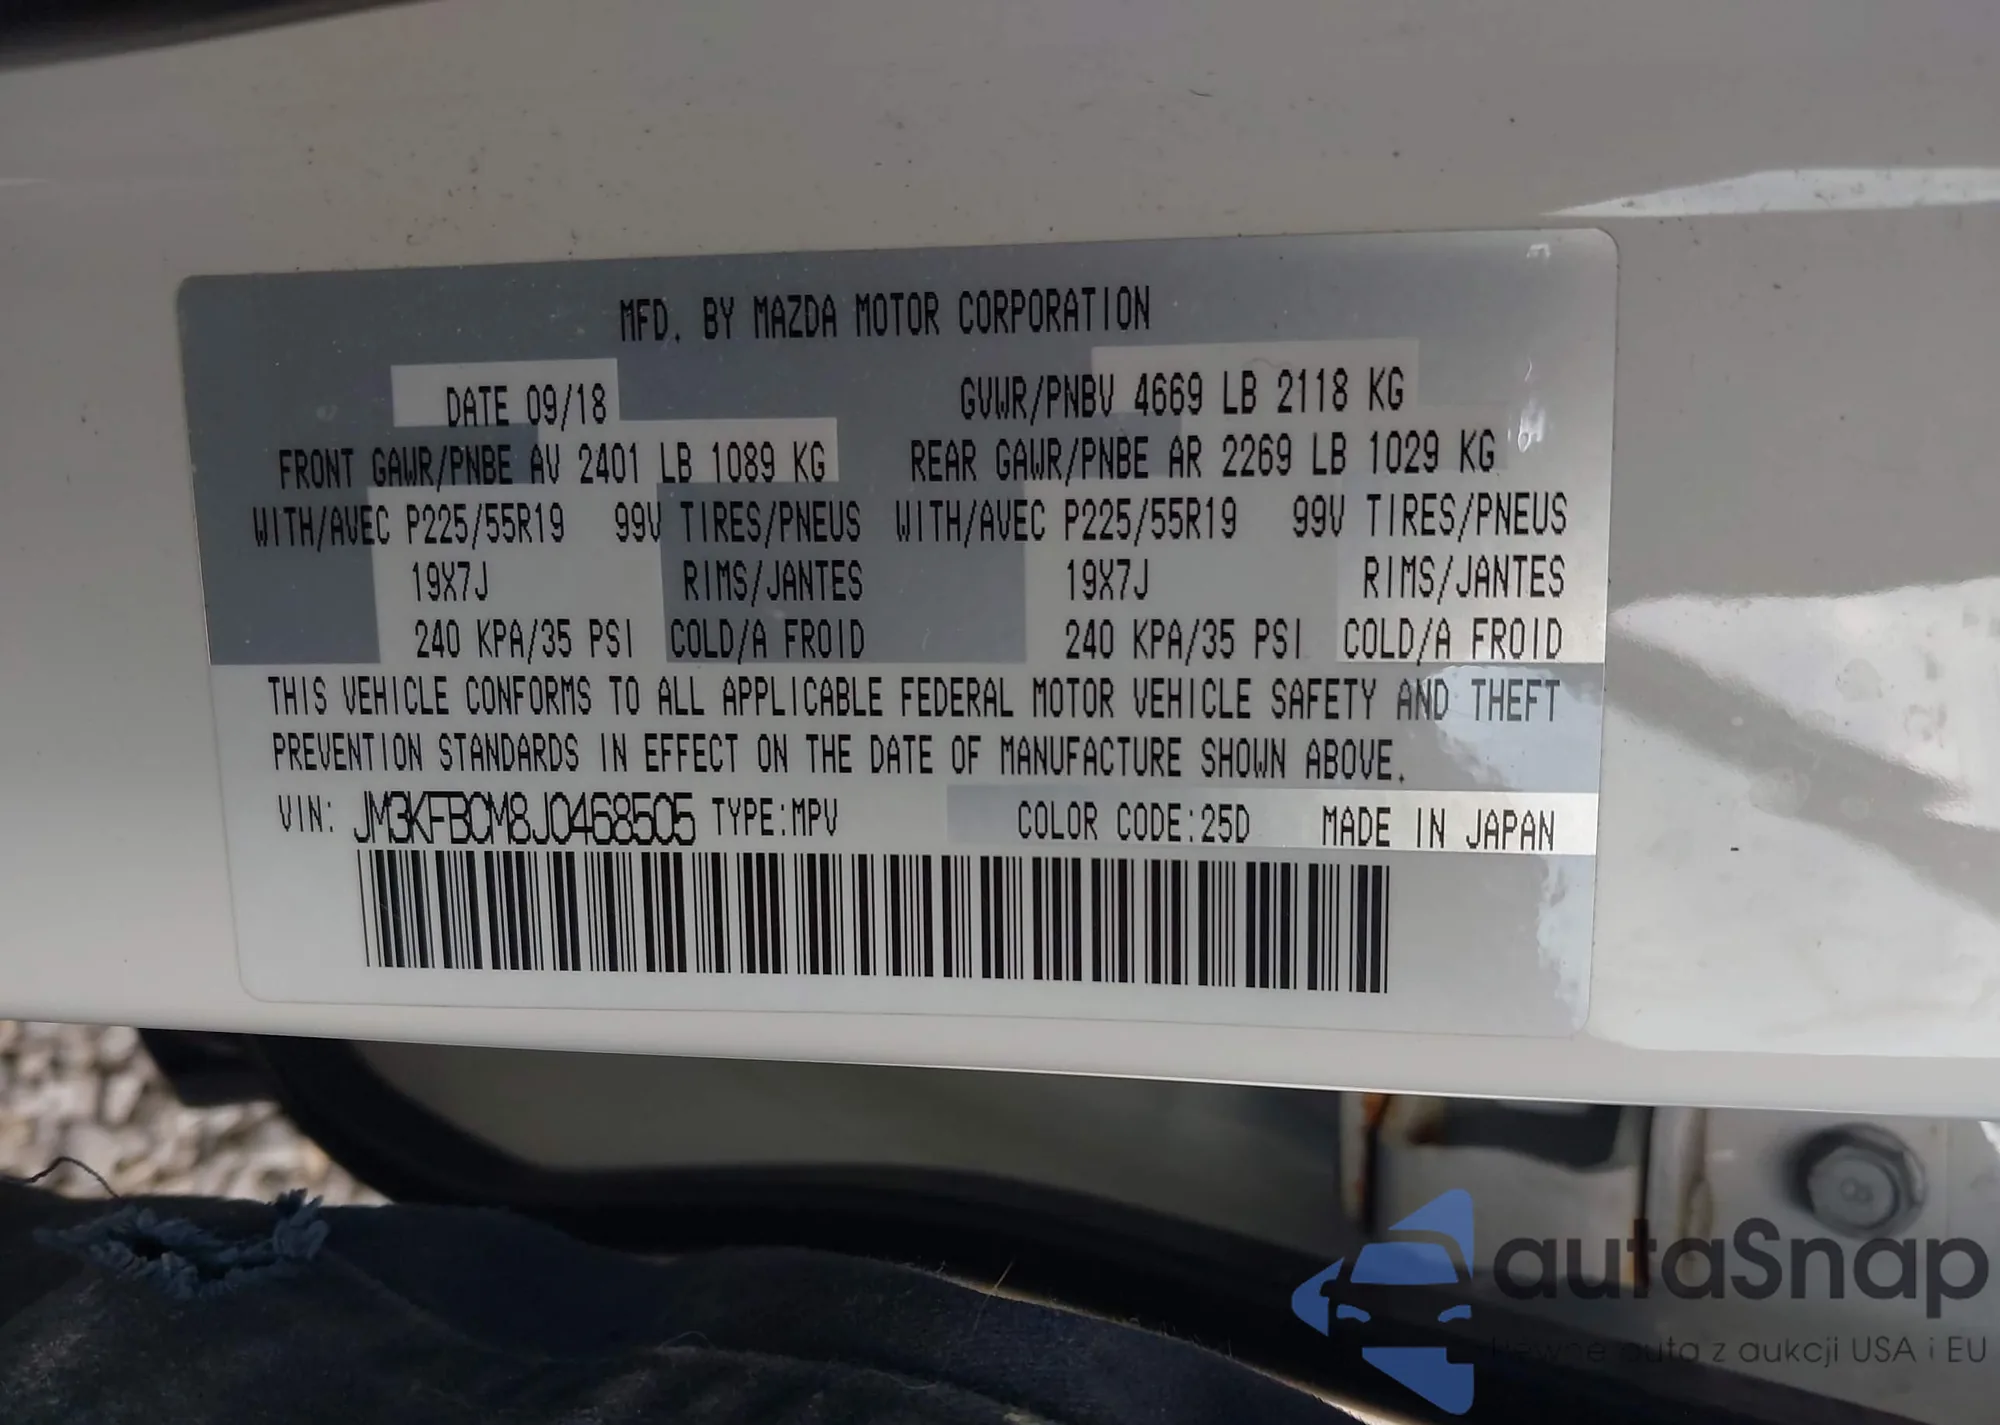 MFD. BY MAZDA MOTOR CORPORATION
DATE 09/18 GVWR/PNBV 4669 LB 2118 KG
FRONT GAWR/PNBE AV 2401 LB 1089 KG REAR GAWR/PNBE AR 2269 LB 1029 KG
WITH/AVEC P225/55R19 99V TIRES/PNEUS WITH/AVEC P225/55R19 99V TIRES/PNEUS
19X7J RIMS/JANTES 19X7J RIMS/JANTES
240 KPA/35 PSI COLD/A FROID 240 KPA/35 PSI COLD/A FROID
THIS VEHICLE CONFORMS TO ALL APPLICABLE FEDERAL MOTOR VEHICLE SAFETY AND THEFT
PREVENTION STANDARDS IN EFFECT ON THE DATE OF MANUFACTURE SHOWN ABOVE.
VIN: JM3KFBCM8J0468505 TYPE:MPV COLOR CODE:25D MADE IN JAPAN
autaSnap
auta z aukcji USA i EU